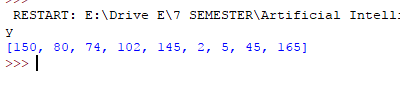 >>>
RESTART: E:\Drive E\7 SEMESTER\Artificial Intelli
y
[150, 80, 74, 102, 145, 2, 5, 45, 165]
>>>